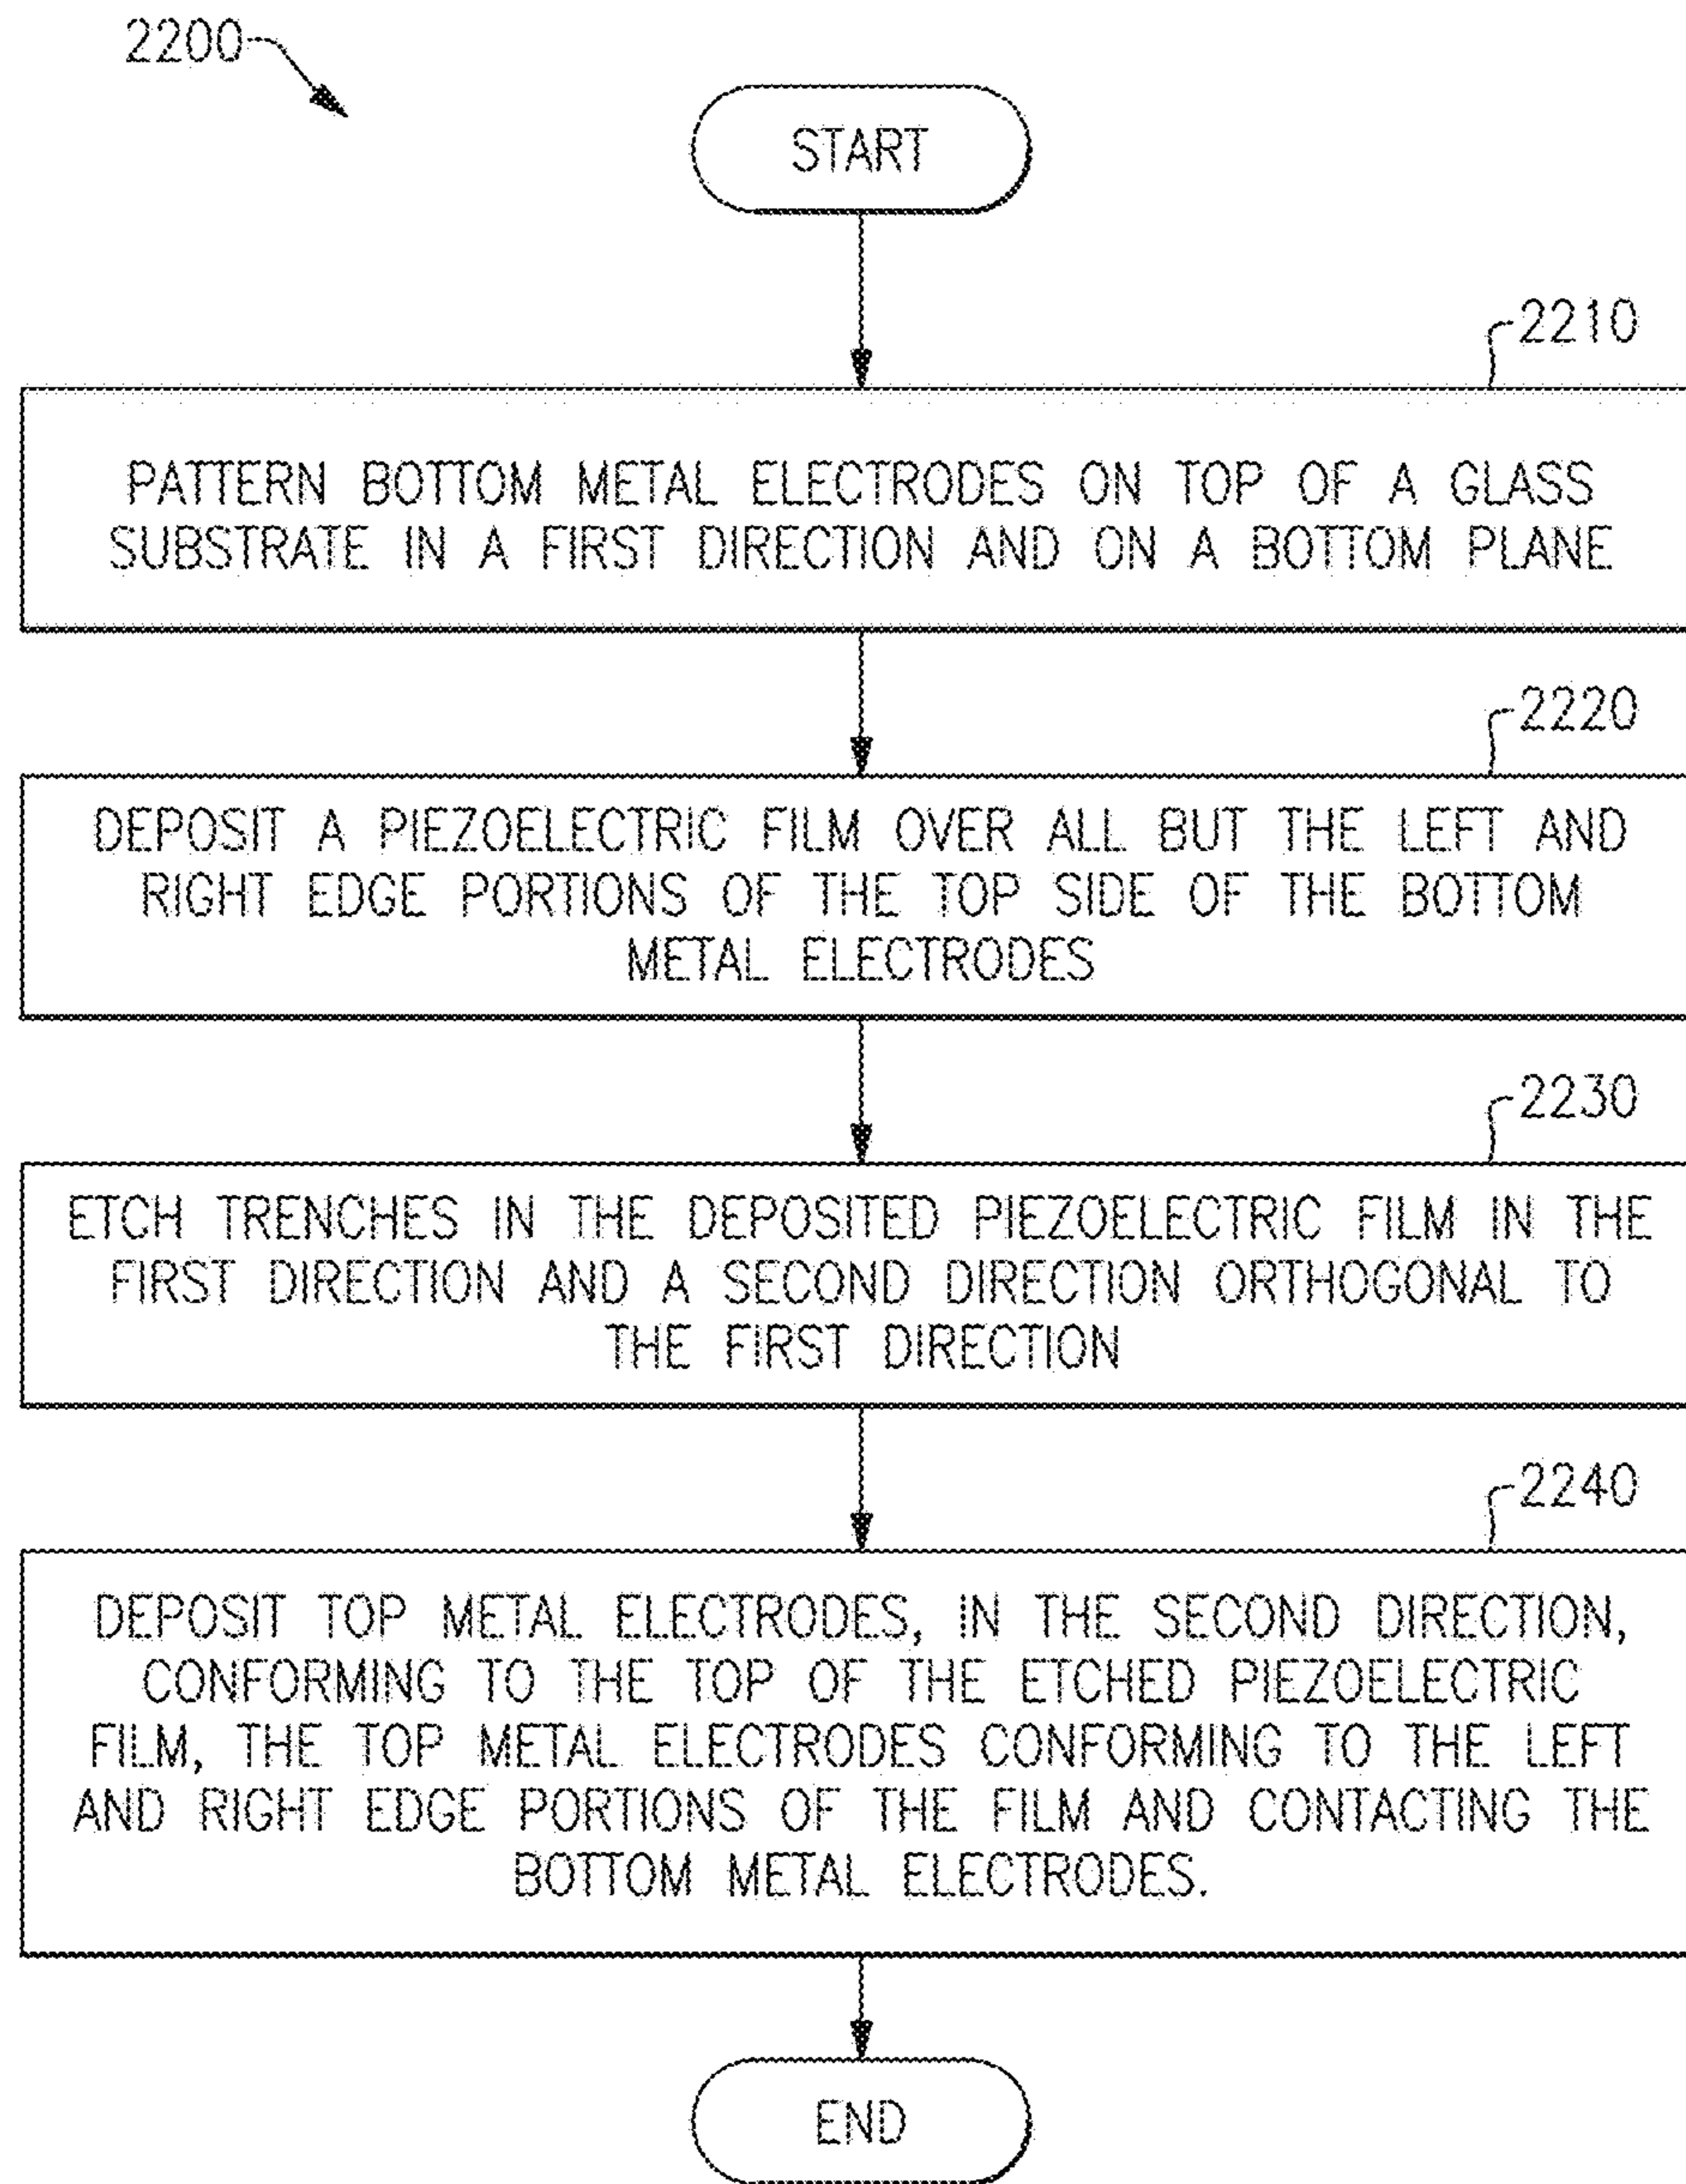 2200
START
2210
PATTERN BOTTOM METAL ELECTRODES ON TOP OF A GLASS
SUBSTRATE IN A FIRST DIRECTION AND ON A BOTTOM PLANE
2220
DEPOSIT A PIEZOELECTRIC FILM OVER ALL BUT THE LEFT AND
RIGHT EDGE PORTIONS OF THE TOP SIDE OF THE BOTTOM
METAL ELECTRODES
2230
ETCH TRENCHES IN THE DEPOSITED PIEZOELECTRIC FILM IN THE
FIRST DIRECTION AND A SECOND DIRECTION ORTHOGONAL TO
THE FIRST DIRECTION
2240
DEPOSIT TOP METAL ELECTRODES, IN THE SECOND DIRECTION,
CONFORMING TO THE TOP OF THE ETCHED PIEZOELECTRIC
FILM, THE TOP METAL ELECTRODES CONFORMING TO THE LEFT
AND RIGHT EDGE PORTIONS OF THE FILM AND CONTACTING THE
BOTTOM METAL ELECTRODES.
END